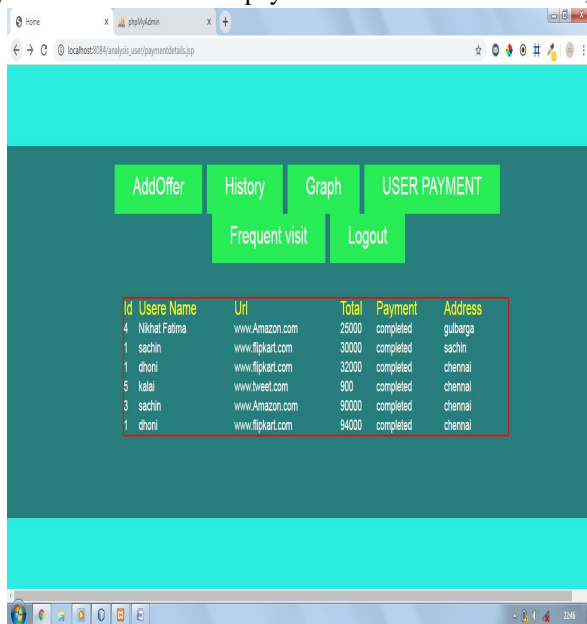 Home phpMyAdmin
localhost:8084/analysis_user/paymentdetails.jsp
AddOffer History Graph USER PAYMENT
Frequent visit Logout
Id Usere Name Url Total Payment Address
4 Nikhat Fatima www.Amazon.com 25000 completed gulbarga
1 sachin www.flipkart.com 30000 completed sachin
1 dhoni www.flipkart.com 32000 completed chennai
5 kalai www.tweet.com 900 completed chennai
3 sachin www.Amazon.com 90000 completed chennai
1 dhoni www.flipkart.com 94000 completed chennai
22:46